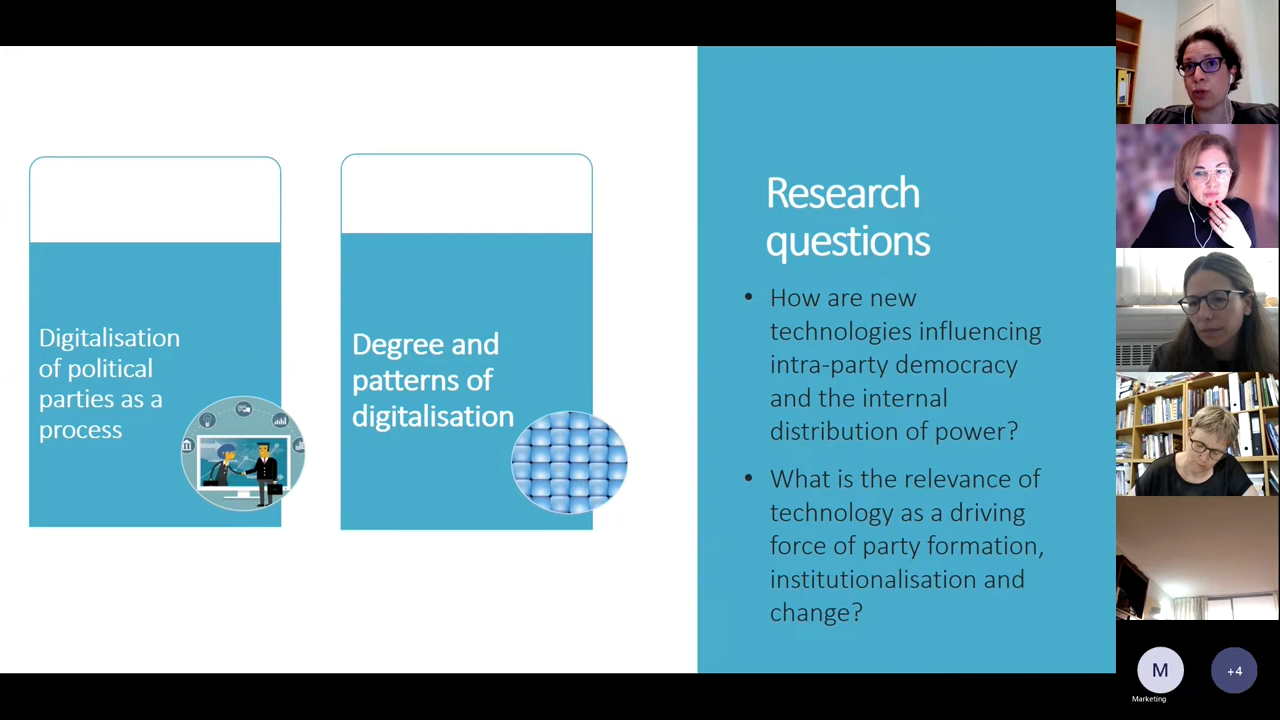 Digitalisation
of political
parties as a
process
Degree and
patterns of
digitalisation
Research
questions
• How are new
technologies influencing
intra-party democracy
and the internal
distribution of power?
• What is the relevance of
technology as a driving
force of party formation,
institutionalisation and
change?
M
+4
Marketing